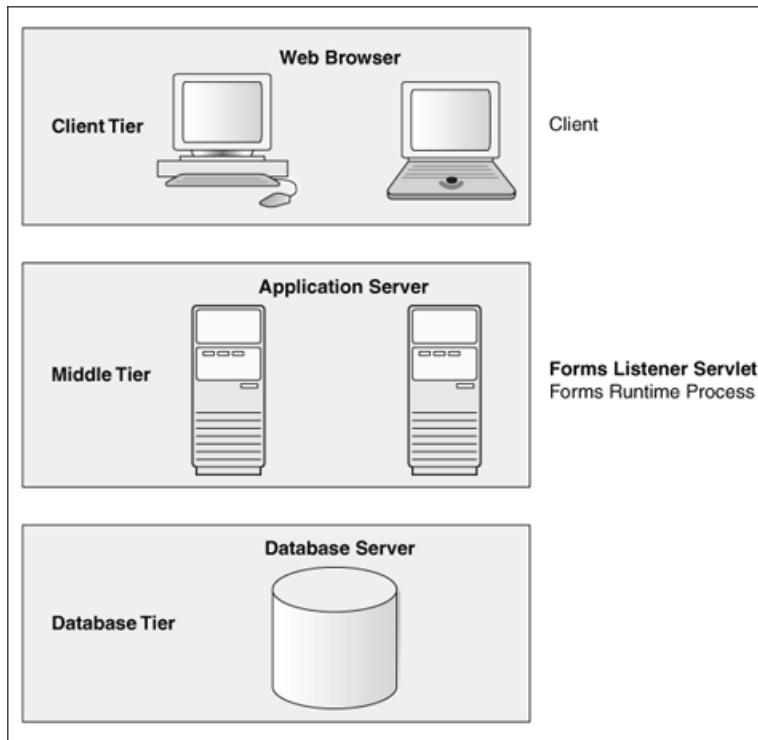 Web Browser
Client Tier
Client
Application Server
Middle Tier
Forms Listener Servlet
Forms Runtime Process
Database Server
Database Tier